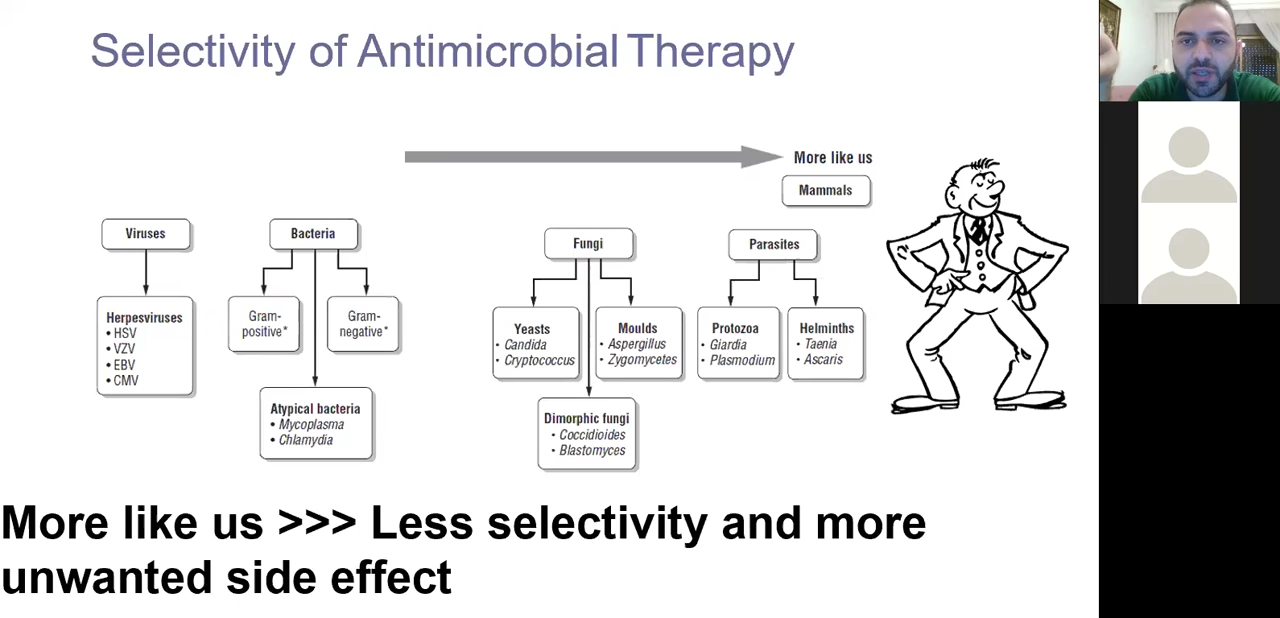 Selectivity of Antimicrobial Therapy
More like us
Mammals
Viruses
Bacteria
Fungi
Parasites
Herpesviruses
• HSV
• VZV
• EBV
• CMV
Gram-
positive*
Gram-
negative*
Atypical bacteria
• Mycoplasma
• Chlamydia
Yeasts
• Candida
• Cryptococcus
Moulds
• Aspergillus
• Zygomycetes
Dimorphic fungi
• Coccidioides
• Blastomyces
Protozoa
• Giardia
• Plasmodium
Helminths
• Taenia
• Ascaris
More like us >>> Less selectivity and more
unwanted side effect